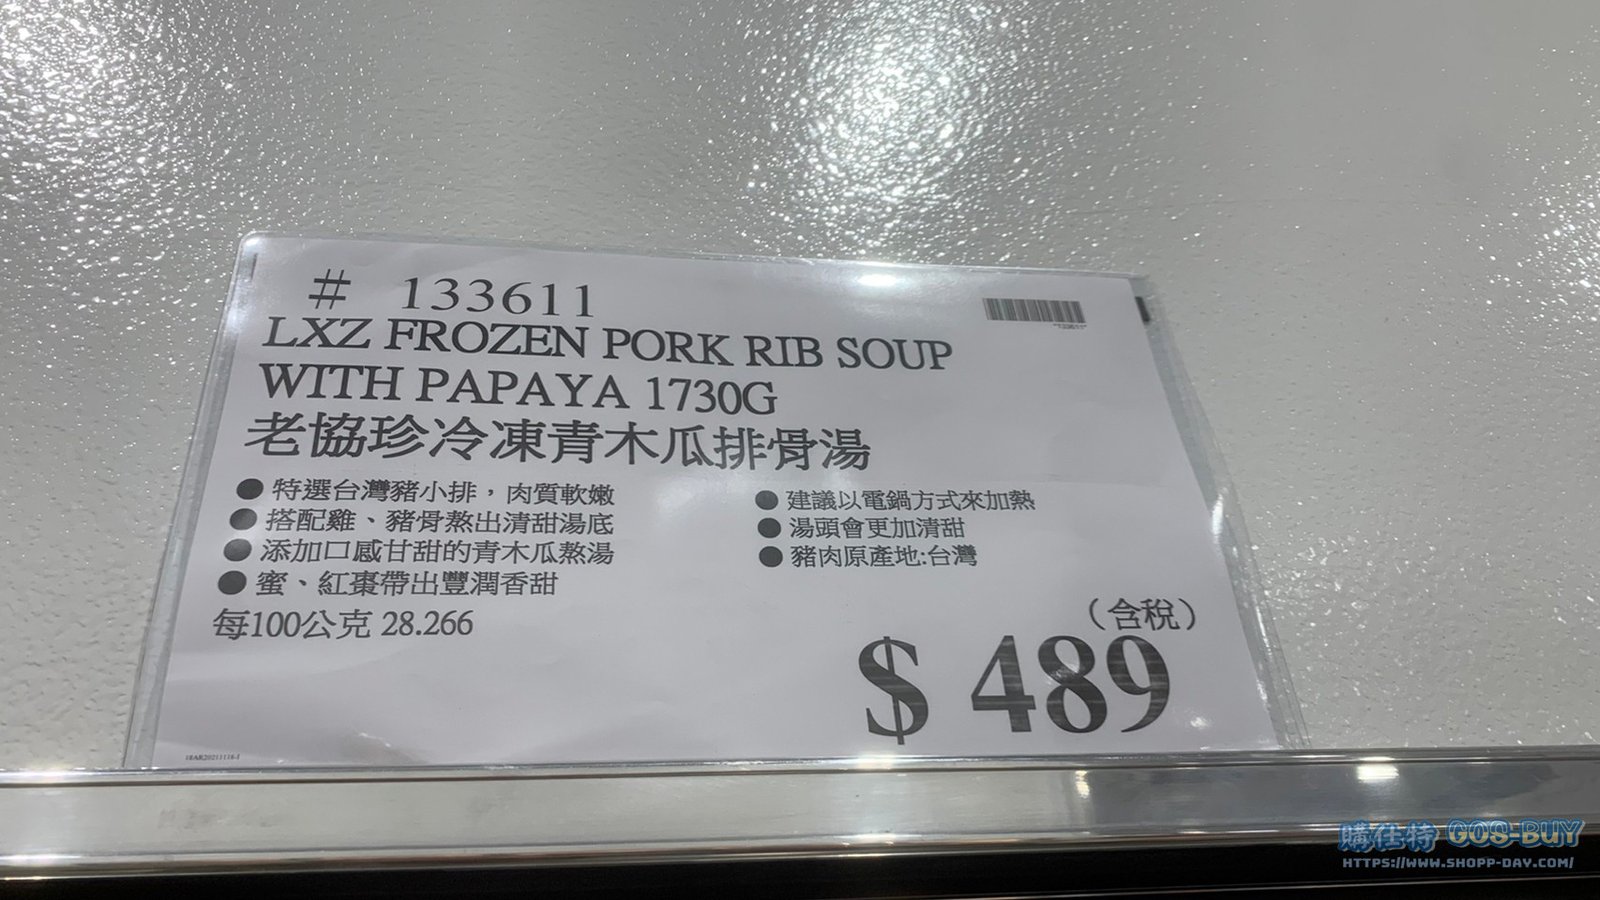 # 133611
"133611"
LXZ FROZEN PORK RIB SOUP
WITH PAPAYA 1730G
老協珍冷凍青木瓜排骨湯
●特選台灣豬小排，肉質軟嫩
●搭配雞、豬骨熬出清甜湯底
●添加口感甘甜的青木瓜熬湯
●蜜、紅棗帶出豐潤香甜
●建議以電鍋方式來加熱
●湯頭會更加清甜
●豬肉原產地:台灣
每100公克 28.266
（含稅）
$ 489
購仕特 GOS-BUY
HTTPS://WWW.SHOPP-DAY.COM/